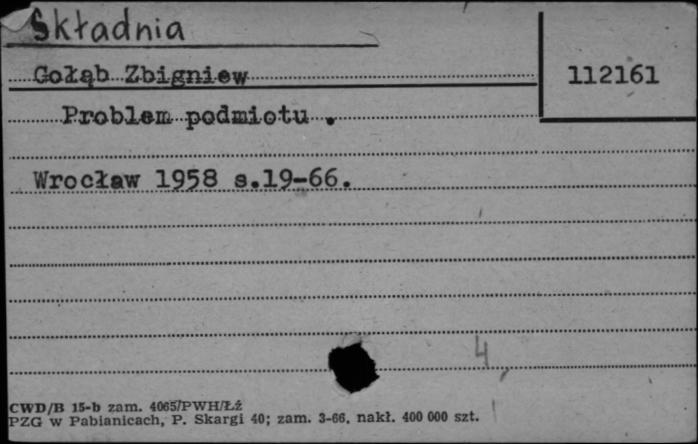 Składnia
Gołąb Zbigniew
112161
Problem podmiotu .
Wrocław 1958 s.19-66.
4
CWD/B 15-b zam. 4065/PWH/Łź
PZG w Pabianicach, P. Skargi 40; zam. 3-66, nakł. 400 000 szt.